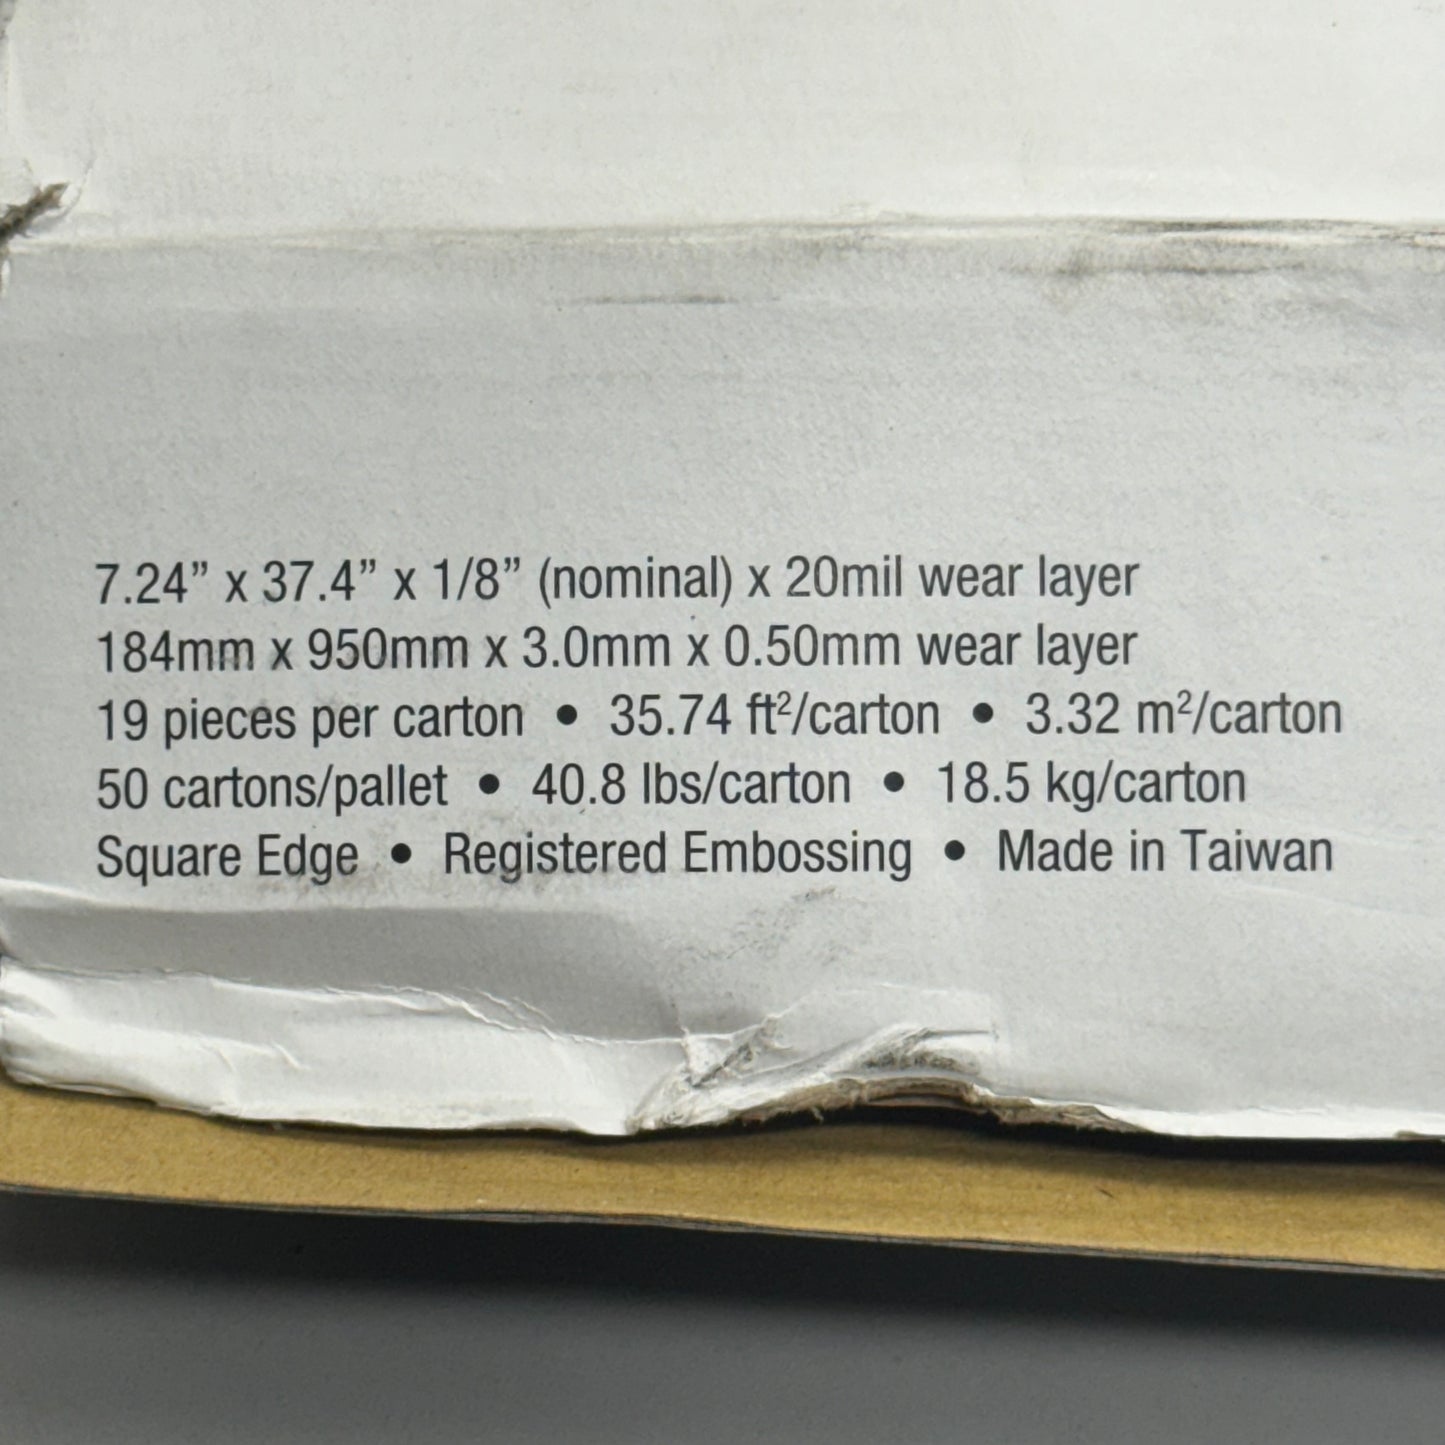 7.24” x 37.4” x 1/8” (nominal) x 20mil wear layer
184mm x 950mm x 3.0mm x 0.50mm wear layer
19 pieces per carton • 35.74 ft²/carton • 3.32 m²/carton
50 cartons/pallet • 40.8 lbs/carton • 18.5 kg/carton
Square Edge • Registered Embossing • Made in Taiwan